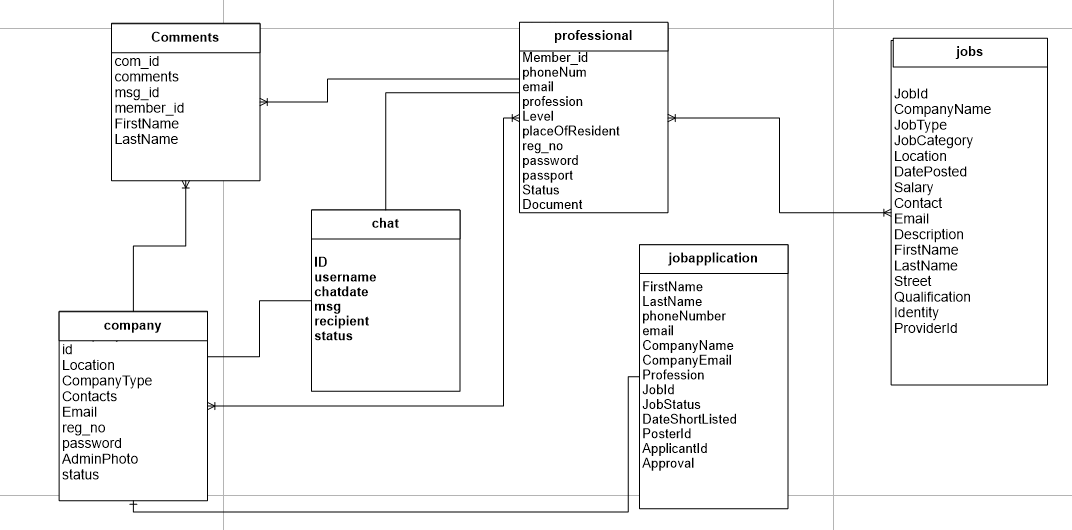 Comments
com_id
comments
msg_id
member_id
FirstName
LastName
professional
Member_id
phoneNum
email
profession
Level
placeOfResident
reg_no
password
passport
Status
Document
jobs
JobId
CompanyName
JobType
JobCategory
Location
DatePosted
Salary
Contact
Email
Description
FirstName
LastName
Street
Qualification
Identity
ProviderId
chat
ID
username
chatdate
msg
recipient
status
jobapplication
FirstName
LastName
phoneNumber
email
CompanyName
CompanyEmail
Profession
JobId
JobStatus
DateShortListed
PosterId
ApplicantId
Approval
company
id
Location
CompanyType
Contacts
Email
reg_no
password
AdminPhoto
status